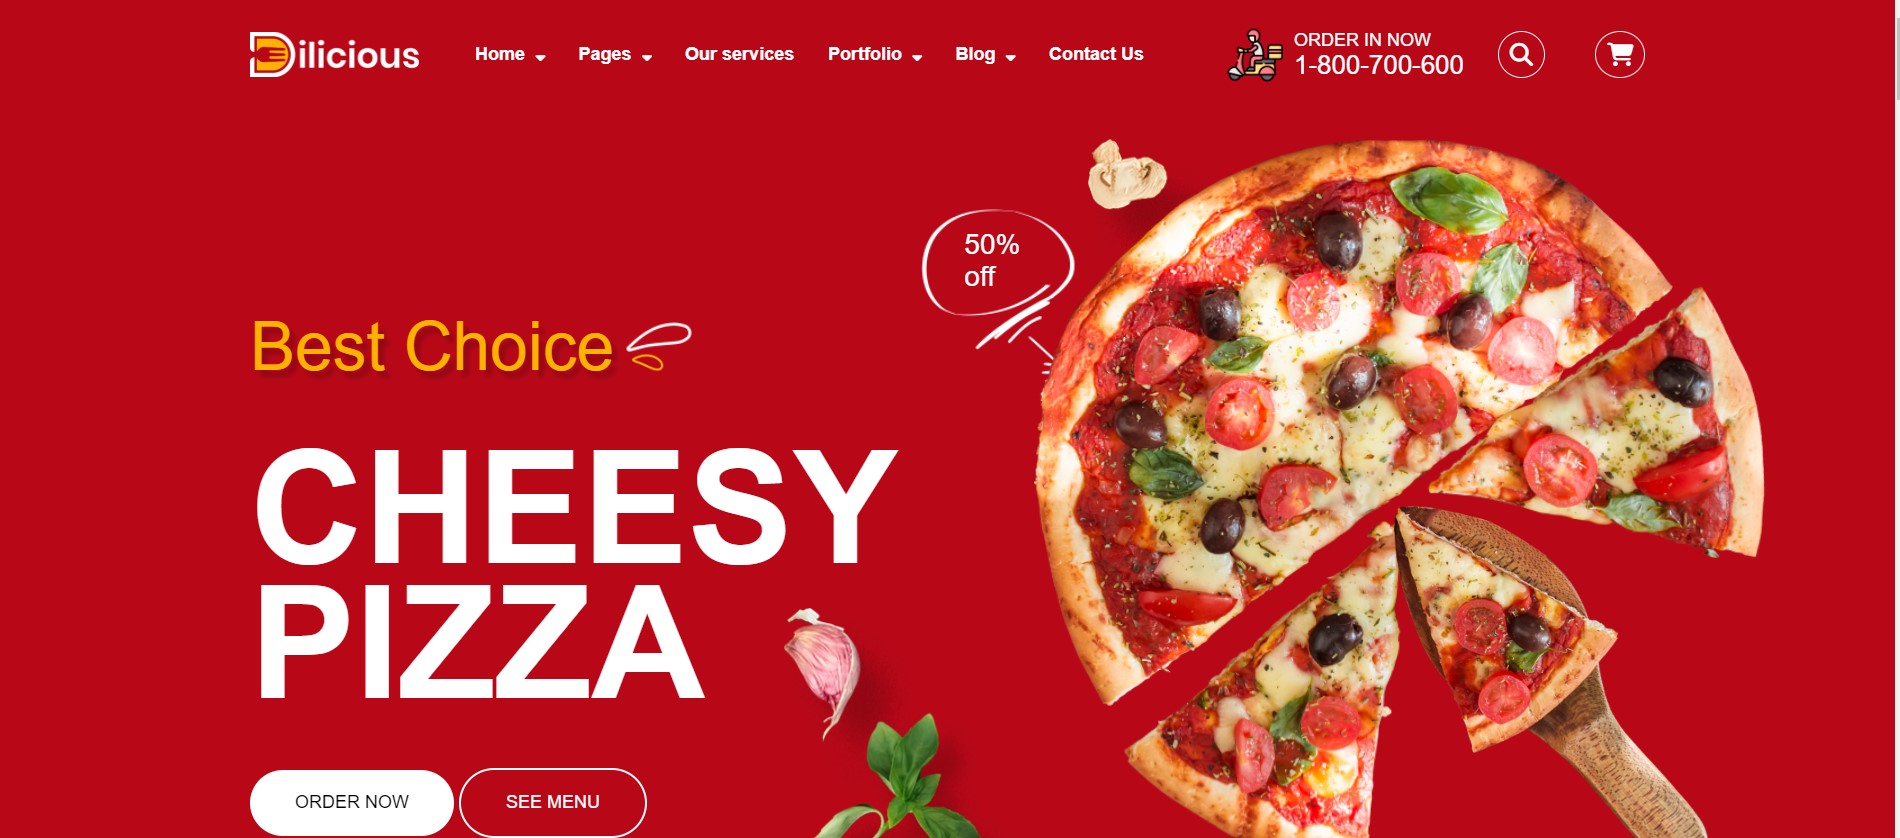 Dilicious
Home
Pages
Our services
Portfolio
Blog
Contact Us
ORDER IN NOW
1-800-700-600
50%
off
Best Choice
CHEESY
PIZZA
ORDER NOW
SEE MENU